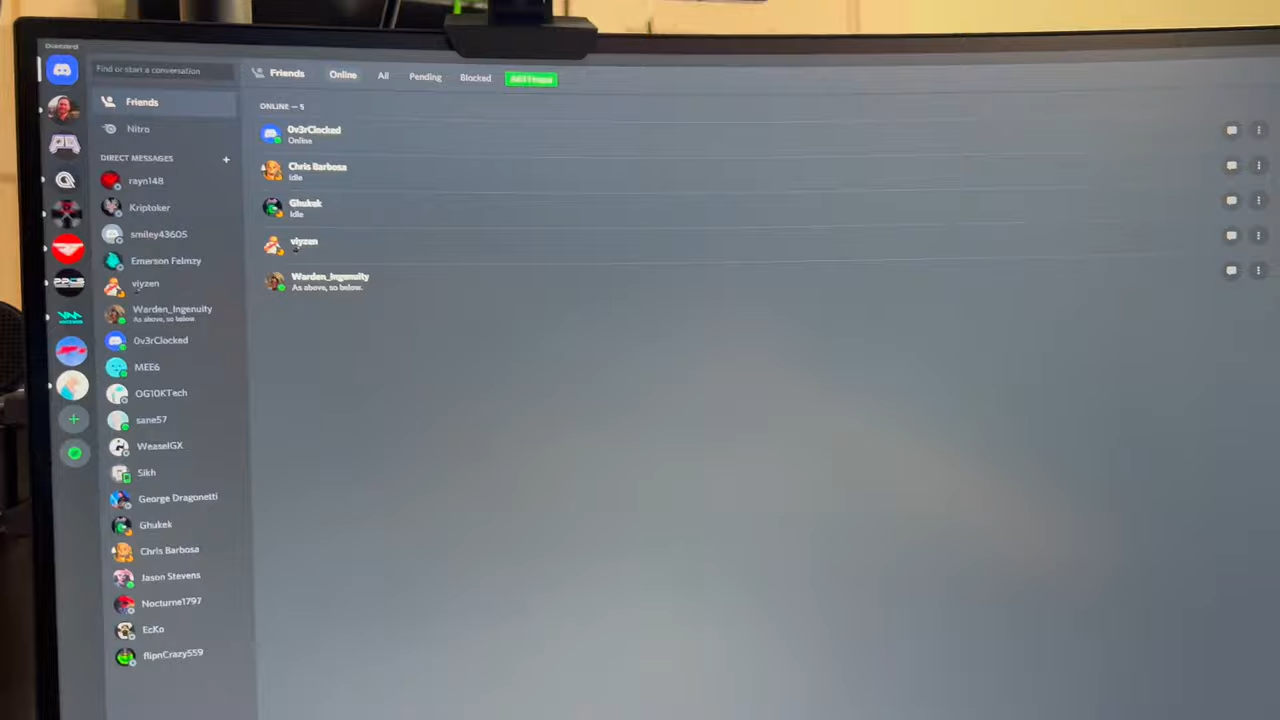 Discord
Find or start a conversation
Friends
Nitro
DIRECT MESSAGES
rayn148
Kriptoker
smiley43605
Emerson Felmzy
viyzen
Warden_Ingenuity
As above, so below.
0v3rClocked
MEE6
OG10KTech
sane57
WeaselGX
Sikh
George Dragonetti
Ghukek
Chris Barbosa
Jason Stevens
Nocturne1797
EcKo
flipnCrazy559
Friends Online All Pending Blocked
ONLINE — 5
0v3rClocked
Online
Chris Barbosa
Idle
Ghukek
Idle
viyzen
Warden_Ingenuity
As above, so below.